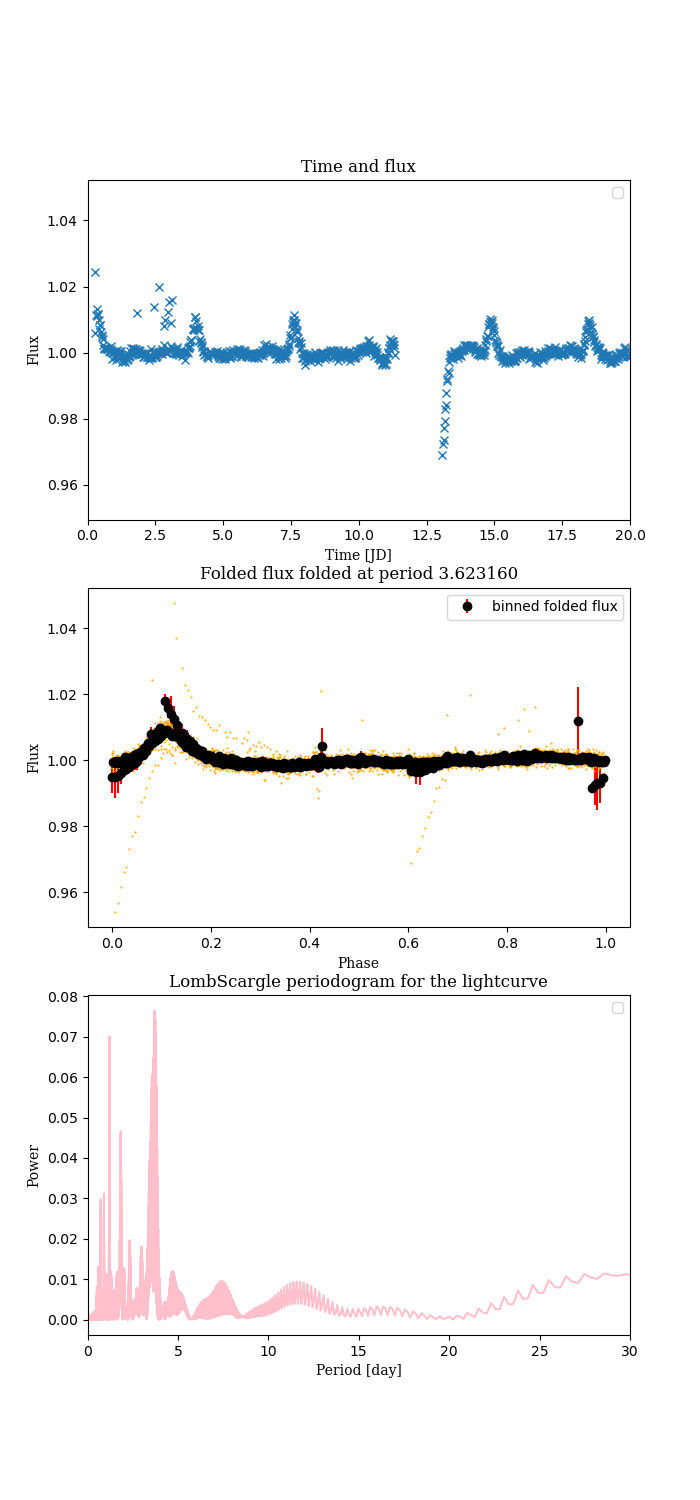 Time and flux
1.04
1.02
1.00
0.98
0.96
Flux
0.0 2.5 5.0 7.5 10.0 12.5 15.0 17.5 20.0
Time [JD]
Folded flux folded at period 3.623160
binned folded flux
1.04
1.02
1.00
0.98
0.96
Flux
0.0 0.2 0.4 0.6 0.8 1.0
Phase
LombScargle periodogram for the lightcurve
0.08
0.07
0.06
0.05
0.04
0.03
0.02
0.01
0.00
Power
0 5 10 15 20 25 30
Period [day]